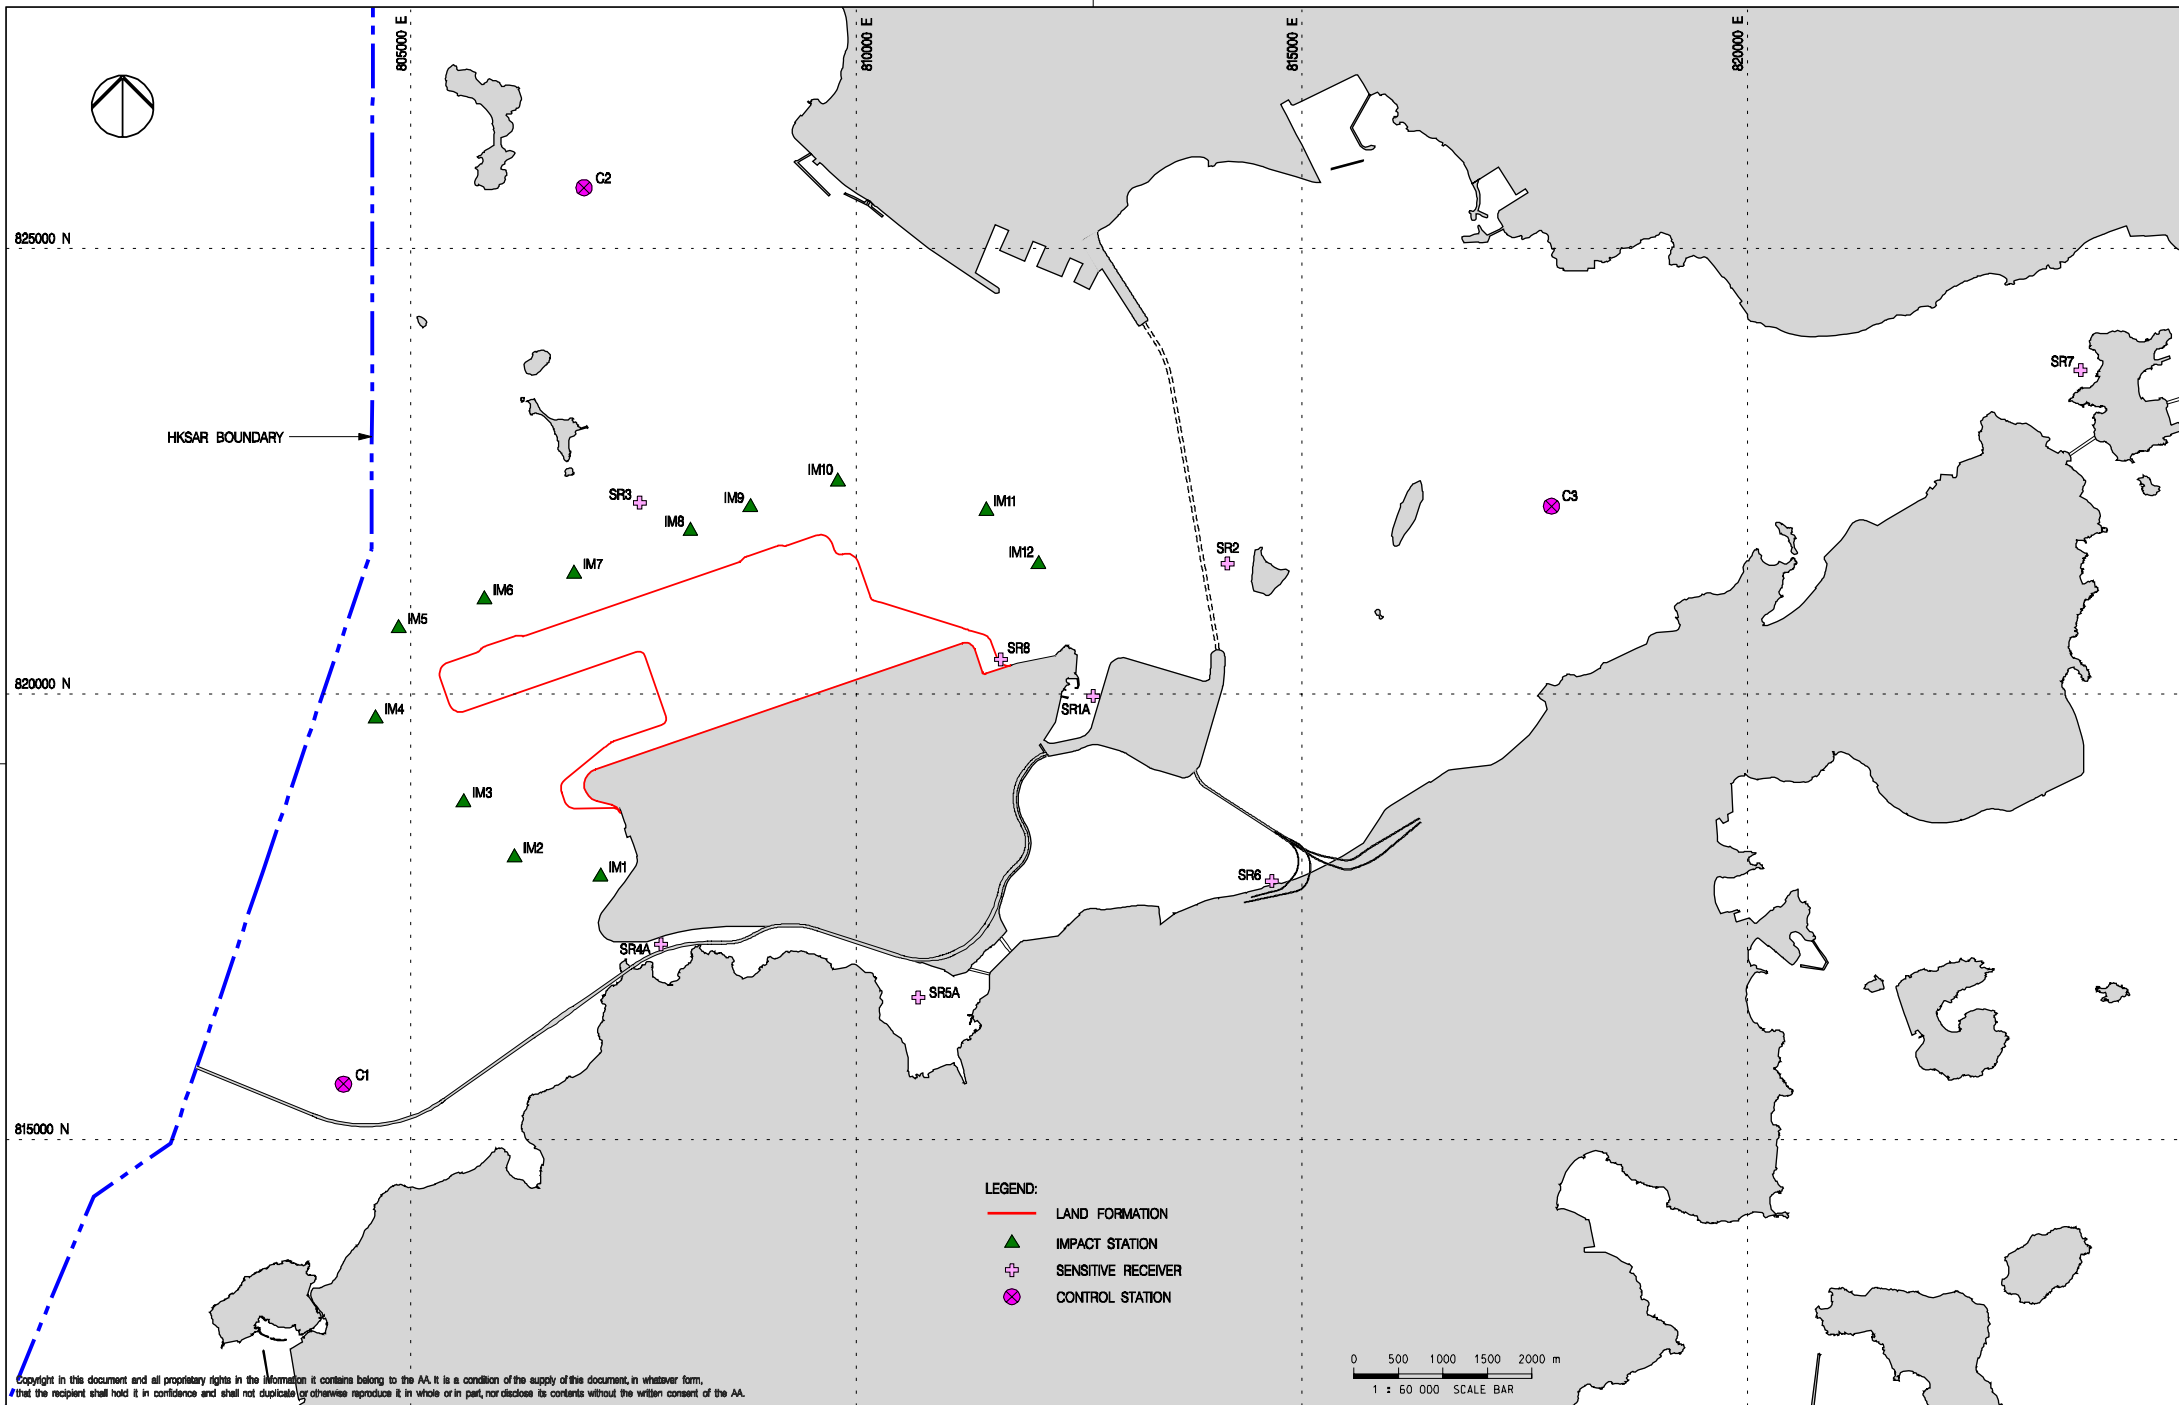 805000 E
810000 E
815000 E
820000 E
C2
825000 N
SR7
HKSAR BOUNDARY
IM10
SR3
IM9
IM11
C3
IM8
IM12
SR2
IM7
IM6
IM5
SR8
820000 N
IM4
SR1A
IM3
IM2
IM1
SR6
SR4A
SR5A
C1
815000 N
LEGEND:
LAND FORMATION
IMPACT STATION
SENSITIVE RECEIVER
CONTROL STATION
0 500 1000 1500 2000 m
1 : 60 000 SCALE BAR
Copyright in this document and all proprietary rights in the information it contains belong to the AA. It is a condition of the supply of this document, in whatever form,
that the recipient shall hold it in confidence and shall not duplicate or otherwise reproduce it in whole or in part, nor disclose its contents without the written consent of the AA.